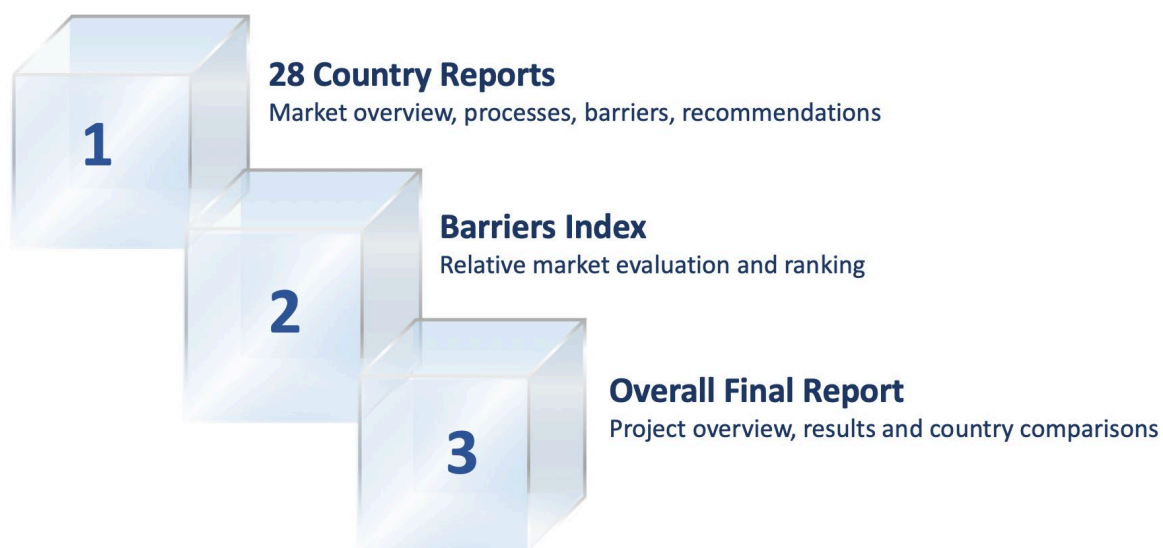 1
28 Country Reports
Market overview, processes, barriers, recommendations
2
Barriers Index
Relative market evaluation and ranking
3
Overall Final Report
Project overview, results and country comparisons